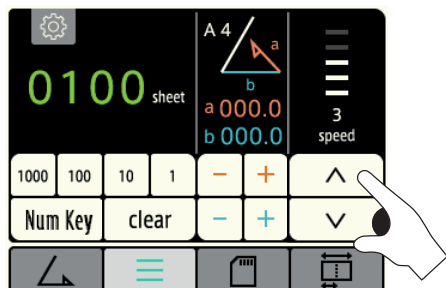 A 4
a
b
0100 sheet
a 000.0
b 000.0
3
speed
1000 100 10 1 - + ∧
Num Key clear - + ∨